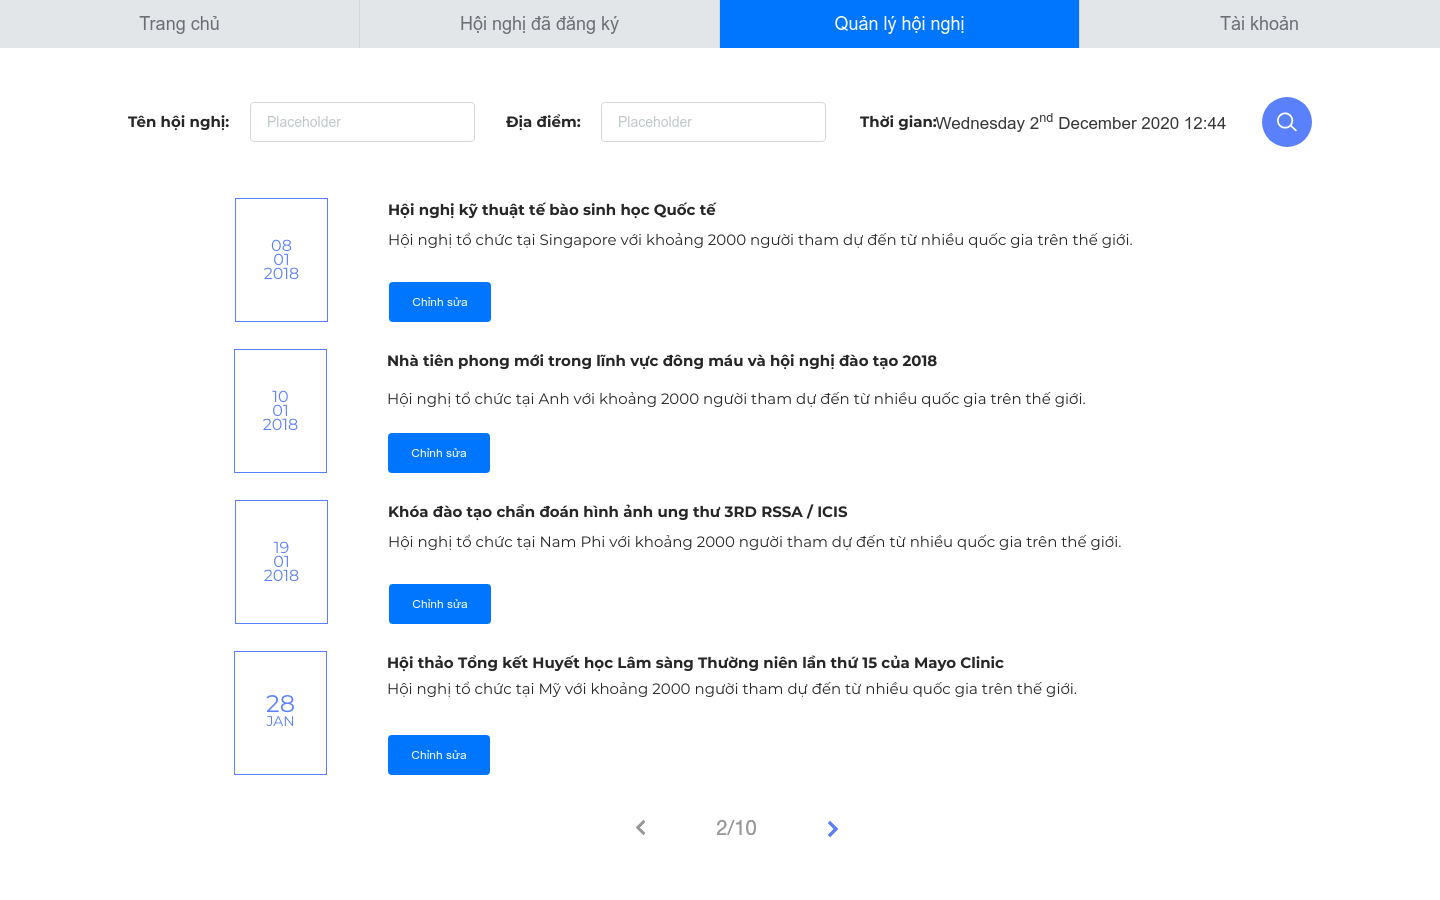 Trang chủ
Hội nghị đã đăng ký
Quản lý hội nghị
Tài khoản
Tên hội nghị:
Placeholder
Địa điểm:
Placeholder
Thời gian:
Wednesday 2nd December 2020 12:44
08
01
2018
Hội nghị kỹ thuật tế bào sinh học Quốc tế
Hội nghị tổ chức tại Singapore với khoảng 2000 người tham dự đến từ nhiều quốc gia trên thế giới.
Chỉnh sửa
10
01
2018
Nhà tiên phong mới trong lĩnh vực đông máu và hội nghị đào tạo 2018
Hội nghị tổ chức tại Anh với khoảng 2000 người tham dự đến từ nhiều quốc gia trên thế giới.
Chỉnh sửa
19
01
2018
Khóa đào tạo chẩn đoán hình ảnh ung thư 3RD RSSA / ICIS
Hội nghị tổ chức tại Nam Phi với khoảng 2000 người tham dự đến từ nhiều quốc gia trên thế giới.
Chỉnh sửa
28
JAN
Hội thảo Tổng kết Huyết học Lâm sàng Thường niên lần thứ 15 của Mayo Clinic
Hội nghị tổ chức tại Mỹ với khoảng 2000 người tham dự đến từ nhiều quốc gia trên thế giới.
Chỉnh sửa
2/10